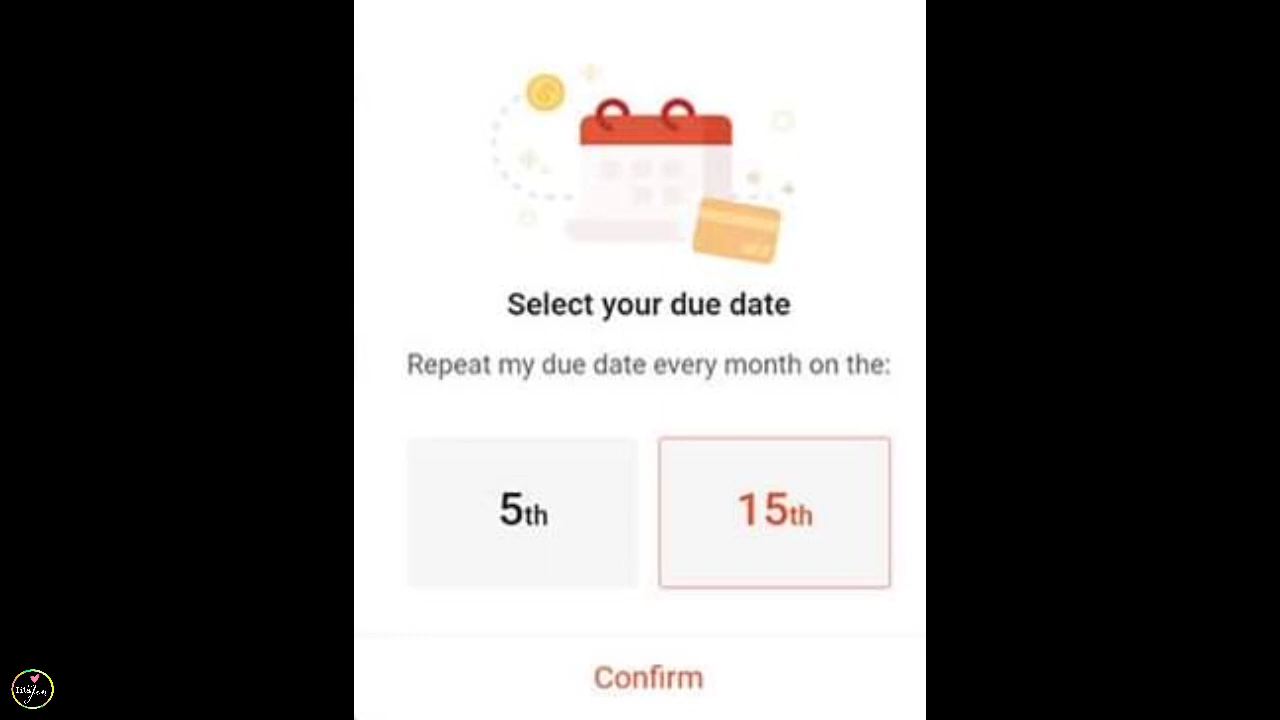 Select your due date
Repeat my due date every month on the:
5th
15th
Confirm